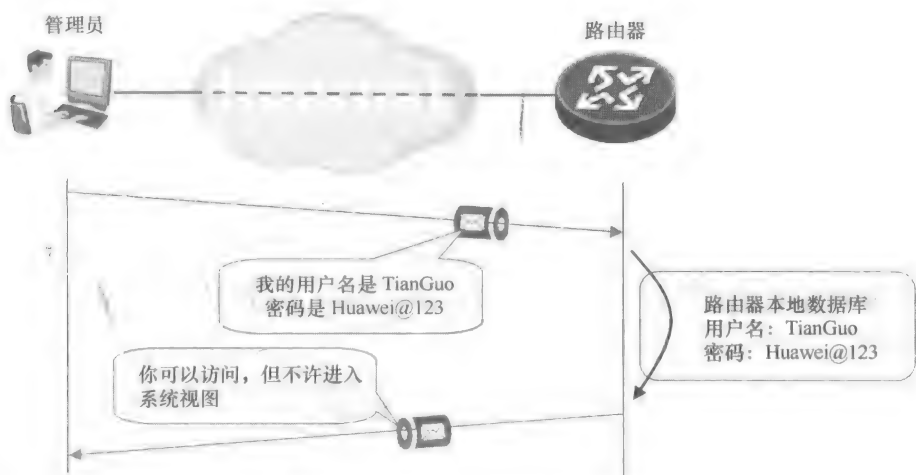 管理员
路由器
我的用户名是 TianGuo
密码是 Huawei@123
路由器本地数据库
用户名：TianGuo
密码：Huawei@123
你可以访问，但不许进入
系统视图